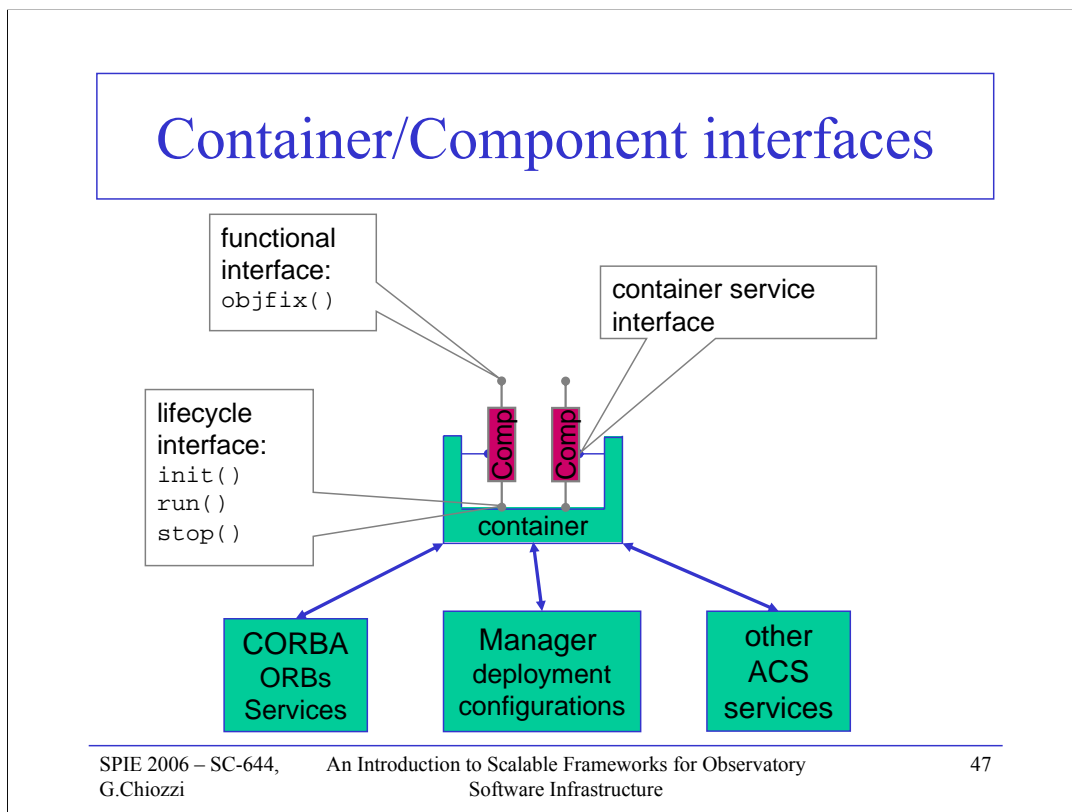 Container/Component interfaces
functional
interface:
objfix()
container service
interface
lifecycle
interface:
init()
run()
stop()
Comp
Comp
container
CORBA
ORBs
Services
Manager
deployment
configurations
other
ACS
services
SPIE 2006 – SC-644,
G.Chiozzi
An Introduction to Scalable Frameworks for Observatory
Software Infrastructure
47